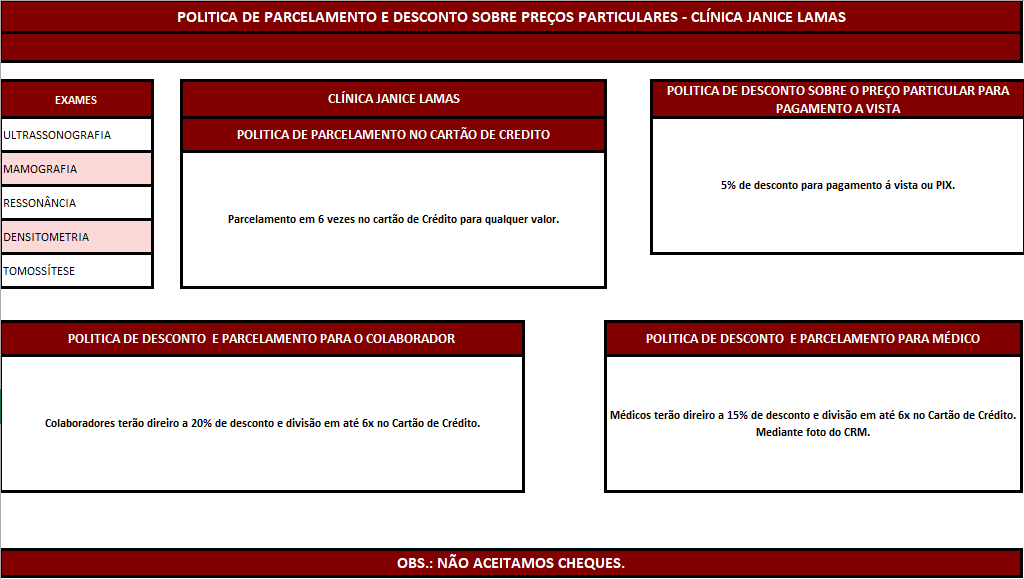 POLITICA DE PARCELAMENTO E DESCONTO SOBRE PREÇOS PARTICULARES - CLÍNICA JANICE LAMAS
EXAMES
ULTRASSONOGRAFIA
MAMOGRAFIA
RESSONÂNCIA
DENSITOMETRIA
TOMOSSÍTESE
CLÍNICA JANICE LAMAS
POLITICA DE PARCELAMENTO NO CARTÃO DE CREDITO
Parcelamento em 6 vezes no cartão de Crédito para qualquer valor.
POLITICA DE DESCONTO SOBRE O PREÇO PARTICULAR PARA
PAGAMENTO A VISTA
5% de desconto para pagamento á vista ou PIX.
POLITICA DE DESCONTO E PARCELAMENTO PARA O COLABORADOR
Colaboradores terão direiro a 20% de desconto e divisão em até 6x no Cartão de Crédito.
POLITICA DE DESCONTO E PARCELAMENTO PARA MÉDICO
Médicos terão direiro a 15% de desconto e divisão em até 6x no Cartão de Crédito.
Mediante foto do CRM.
OBS.: NÃO ACEITAMOS CHEQUES.